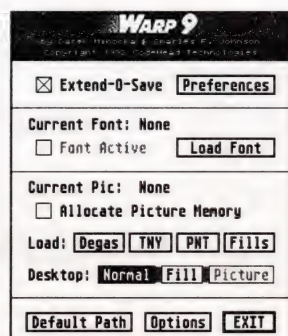 WARP 9
by Darek Mihocka & Charles F. Johnson
Copyright 1992 CodeHead Technologies
Extend-O-Save Preferences
Current Font: None
Font Active Load Font
Current Pic: None
Allocate Picture Memory
Load: Degas TNY PNT Fills
Desktop: Normal Fill Picture
Default Path Options EXIT